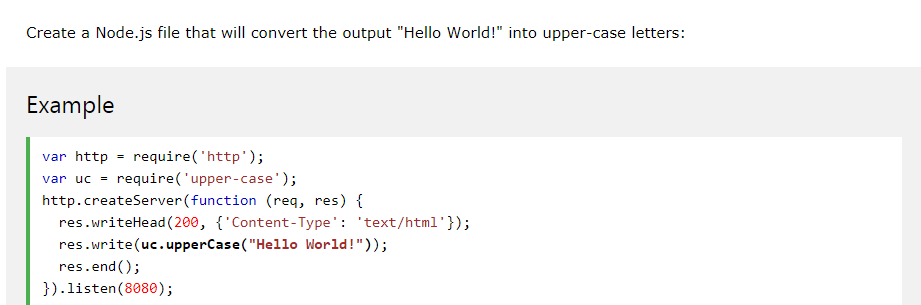 Create a Node.js file that will convert the output "Hello World!" into upper-case letters:
Example
var http = require('http');
var uc = require('upper-case');
http.createServer(function (req, res) {
  res.writeHead(200, {'Content-Type': 'text/html'});
  res.write(uc.upperCase("Hello World!"));
  res.end();
}).listen(8080);